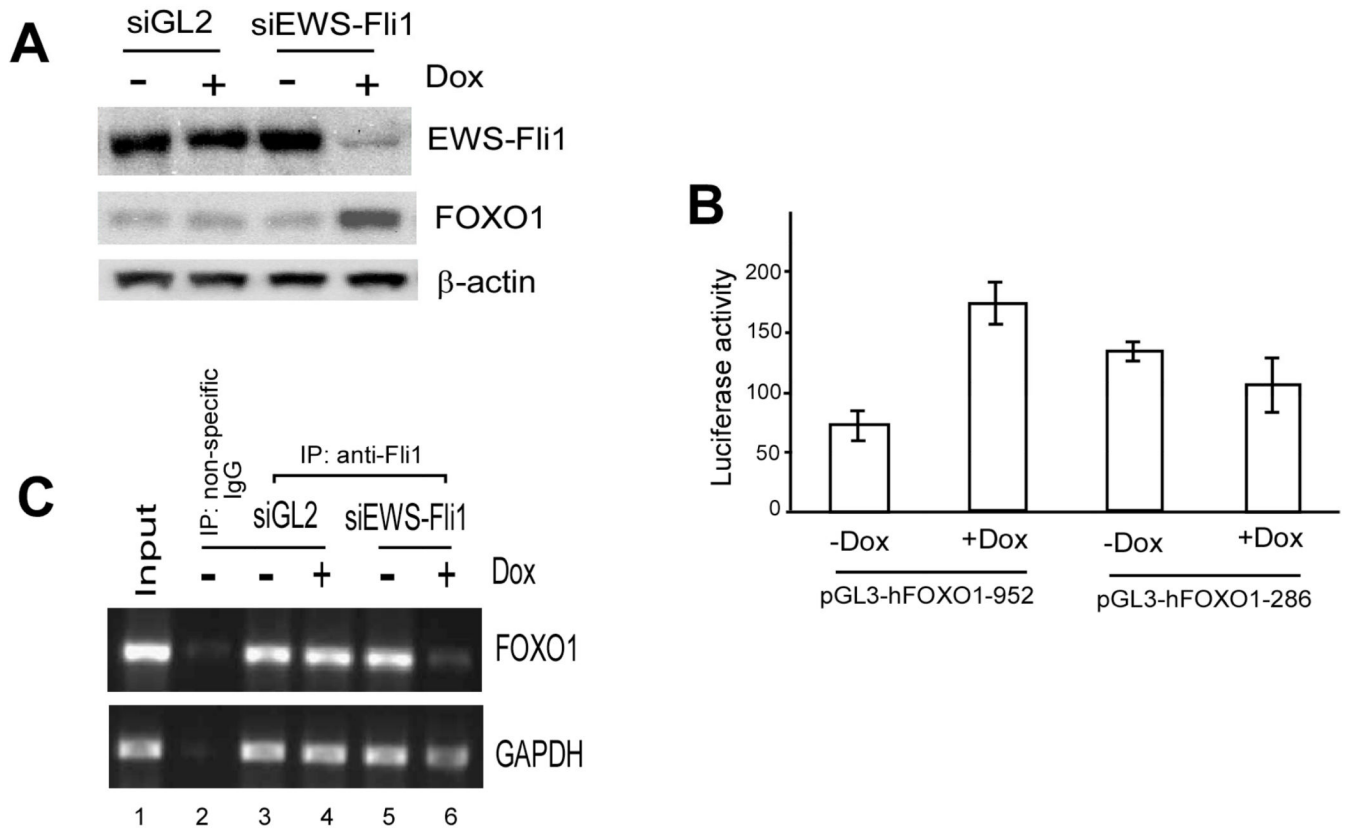 A
siGL2 siEWS-Fli1
- + - + Dox
EWS-Fli1
FOXO1
β-actin
B
Luciferase activity
200
150
100
50
0
-Dox +Dox -Dox +Dox
pGL3-hFOXO1-952 pGL3-hFOXO1-286
C
Input
IP: non-specific
IgG
IP: anti-Fli1
siGL2 siEWS-Fli1
- - + - + Dox
FOXO1
GAPDH
1 2 3 4 5 6